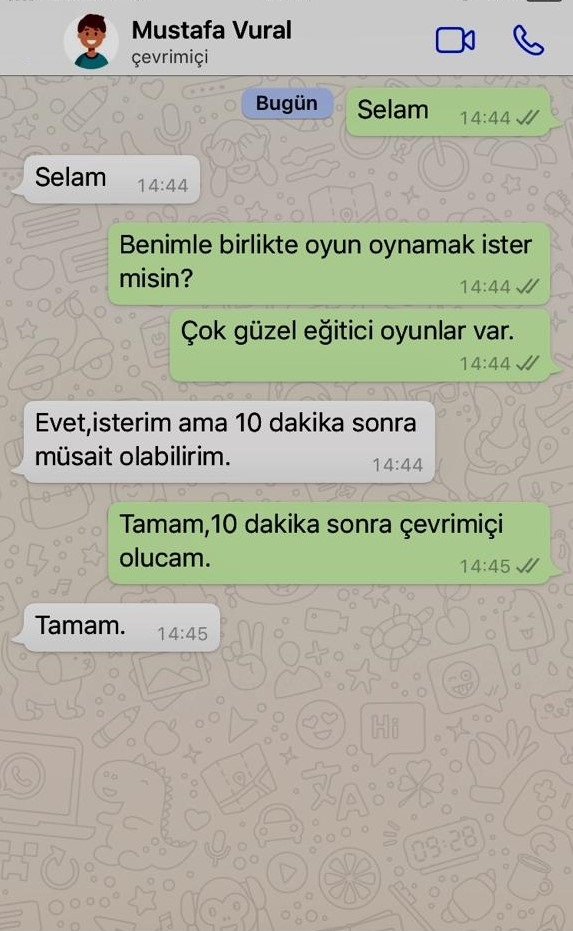 Mustafa Vural
çevrimiçi
Bugün
Selam 14:44
Selam 14:44
Benimle birlikte oyun oynamak ister
misin? 14:44
Çok güzel eğitici oyunlar var.
14:44
Evet,isterim ama 10 dakika sonra
müsait olabilirim. 14:44
Tamam,10 dakika sonra çevrimiçi
olucam. 14:45
Tamam. 14:45
Hi
09:28